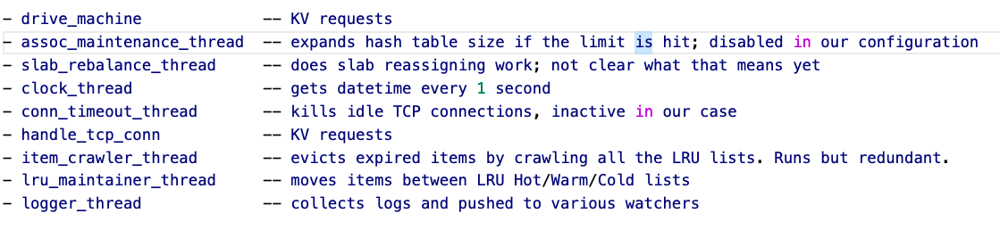 - drive_machine -- KV requests
- assoc_maintenance_thread -- expands hash table size if the limit is hit; disabled in our configuration
- slab_rebalance_thread -- does slab reassigning work; not clear what that means yet
- clock_thread -- gets datetime every 1 second
- conn_timeout_thread -- kills idle TCP connections, inactive in our case
- handle_tcp_conn -- KV requests
- item_crawler_thread -- evicts expired items by crawling all the LRU lists. Runs but redundant.
- lru_maintainer_thread -- moves items between LRU Hot/Warm/Cold lists
- logger_thread -- collects logs and pushed to various watchers